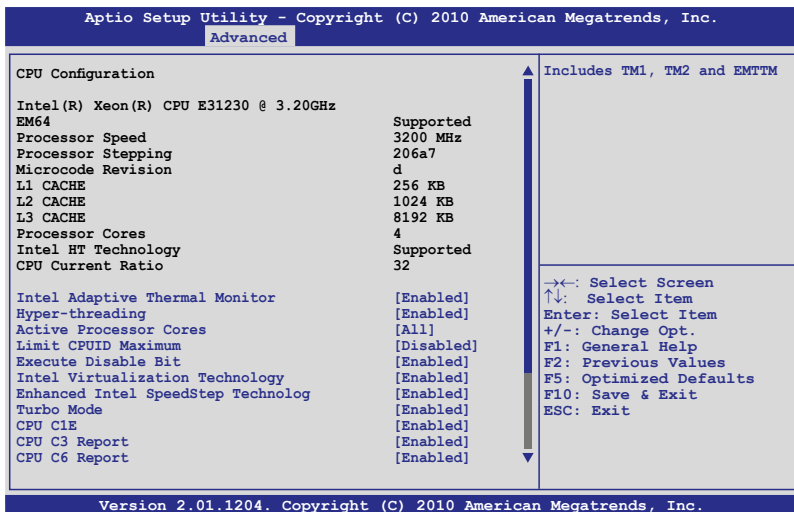 Aptio Setup Utility - Copyright (C) 2010 American Megatrends, Inc.
Advanced
CPU Configuration
Intel(R) Xeon(R) CPU E31230 @ 3.20GHz
EM64 Supported
Processor Speed 3200 MHz
Processor Stepping 206a7
Microcode Revision d
L1 CACHE 256 KB
L2 CACHE 1024 KB
L3 CACHE 8192 KB
Processor Cores 4
Intel HT Technology Supported
CPU Current Ratio 32
Intel Adaptive Thermal Monitor [Enabled]
Hyper-threading [Enabled]
Active Processor Cores [All]
Limit CPUID Maximum [Disabled]
Execute Disable Bit [Enabled]
Intel Virtualization Technology [Enabled]
Enhanced Intel SpeedStep Technolog [Enabled]
Turbo Mode [Enabled]
CPU C1E [Enabled]
CPU C3 Report [Enabled]
CPU C6 Report [Enabled]
Includes TM1, TM2 and EMTTM
→←: Select Screen
↑↓: Select Item
Enter: Select Item
+/-: Change Opt.
F1: General Help
F2: Previous Values
F5: Optimized Defaults
F10: Save & Exit
ESC: Exit
Version 2.01.1204. Copyright (C) 2010 American Megatrends, Inc.